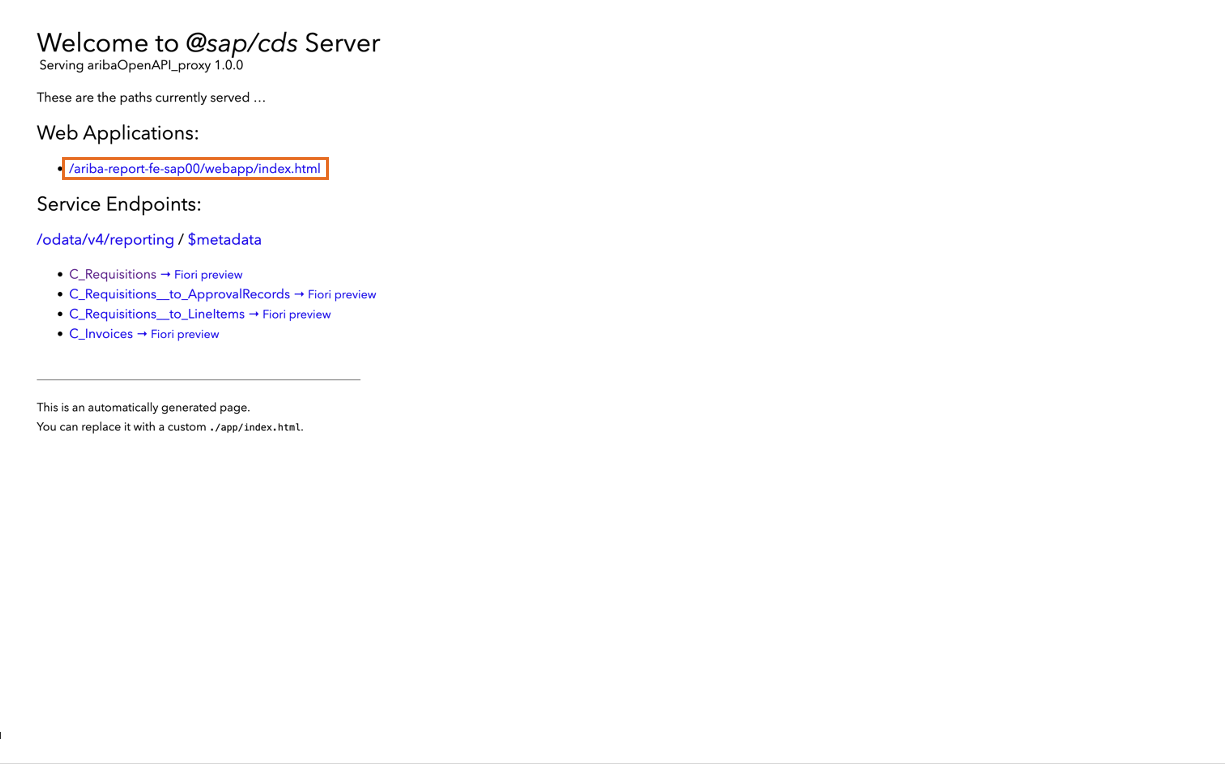 Welcome to @sap/cds Server
Serving aribaOpenAPI_proxy 1.0.0
These are the paths currently served …
Web Applications:
• /ariba-report-fe-sap00/webapp/index.html
Service Endpoints:
/odata/v4/reporting / $metadata
• C_Requisitions → Fiori preview
• C_Requisitions__to_ApprovalRecords → Fiori preview
• C_Requisitions__to_LineItems → Fiori preview
• C_Invoices → Fiori preview
This is an automatically generated page.
You can replace it with a custom ./app/index.html.